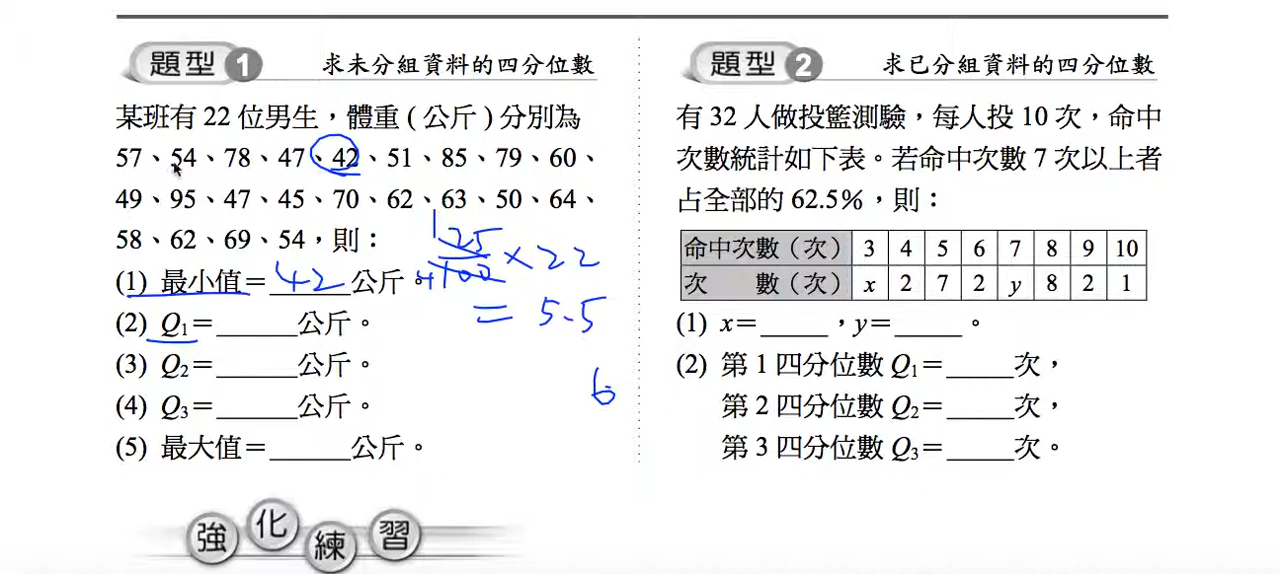 題型 1 求未分組資料的四分位數
某班有 22 位男生，體重 ( 公斤 ) 分別為
57、54、78、47、42、51、85、79、60、
49、95、47、45、70、62、63、50、64、
58、62、69、54，則：
(1) 最小值＝42公斤。
(2) Q₁＝______公斤。
(3) Q₂＝______公斤。
(4) Q₃＝______公斤。
(5) 最大值＝______公斤。
1
25
4 100 × 22
= 5.5
6
強化練習
題型 2 求已分組資料的四分位數
有 32 人做投籃測驗，每人投 10 次，命中
次數統計如下表。若命中次數 7 次以上者
占全部的 62.5%，則：
命中次數（次） 3 4 5 6 7 8 9 10
次 數（次） x 2 7 2 y 8 2 1
(1) x＝_____，y＝_____。
(2) 第 1 四分位數 Q₁＝_____次，
第 2 四分位數 Q₂＝_____次，
第 3 四分位數 Q₃＝_____次。